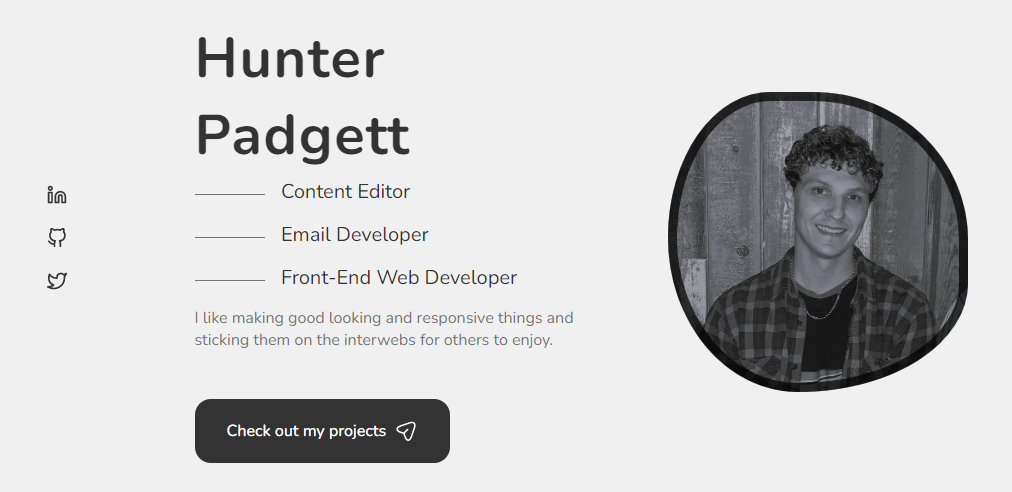 Hunter
Padgett
Content Editor
Email Developer
Front-End Web Developer
I like making good looking and responsive things and
sticking them on the interwebs for others to enjoy.
Check out my projects